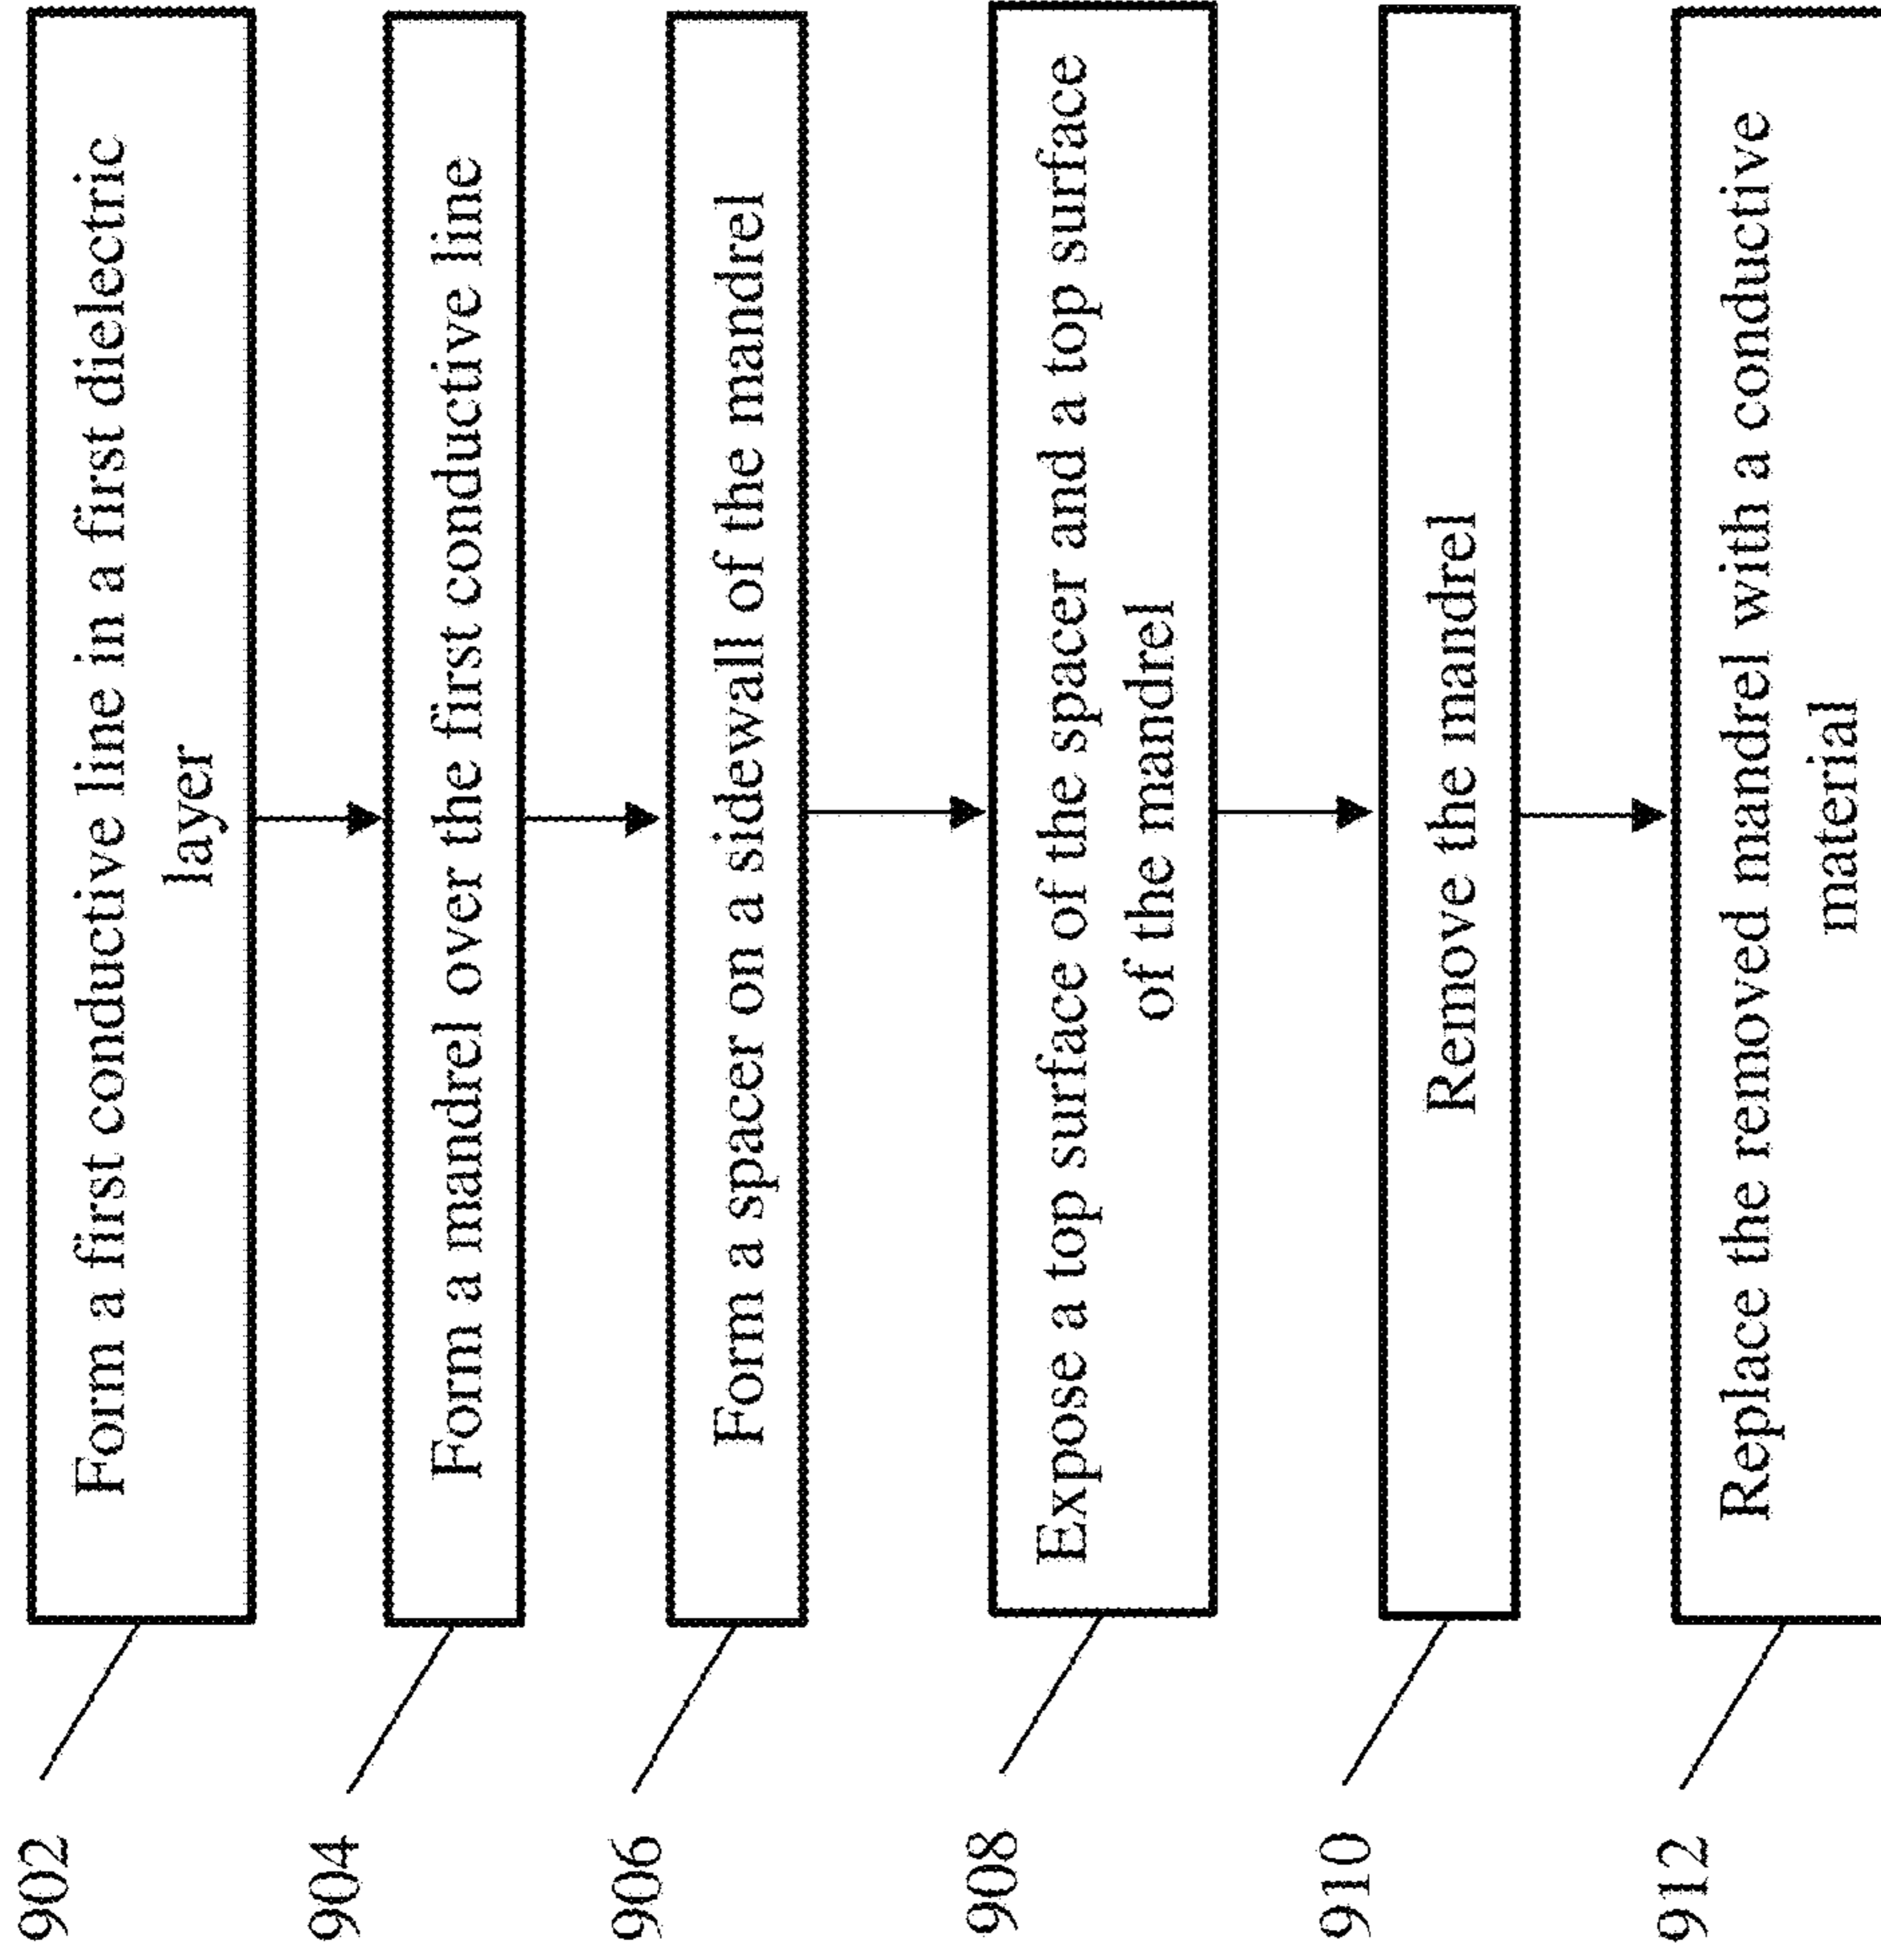 902
Form a first conductive line in a first dielectric
layer
904
Form a mandrel over the first conductive line
906
Form a spacer on a sidewall of the mandrel
908
Expose a top surface of the spacer and a top surface
of the mandrel
910
Remove the mandrel
912
Replace the removed mandrel with a conductive
material